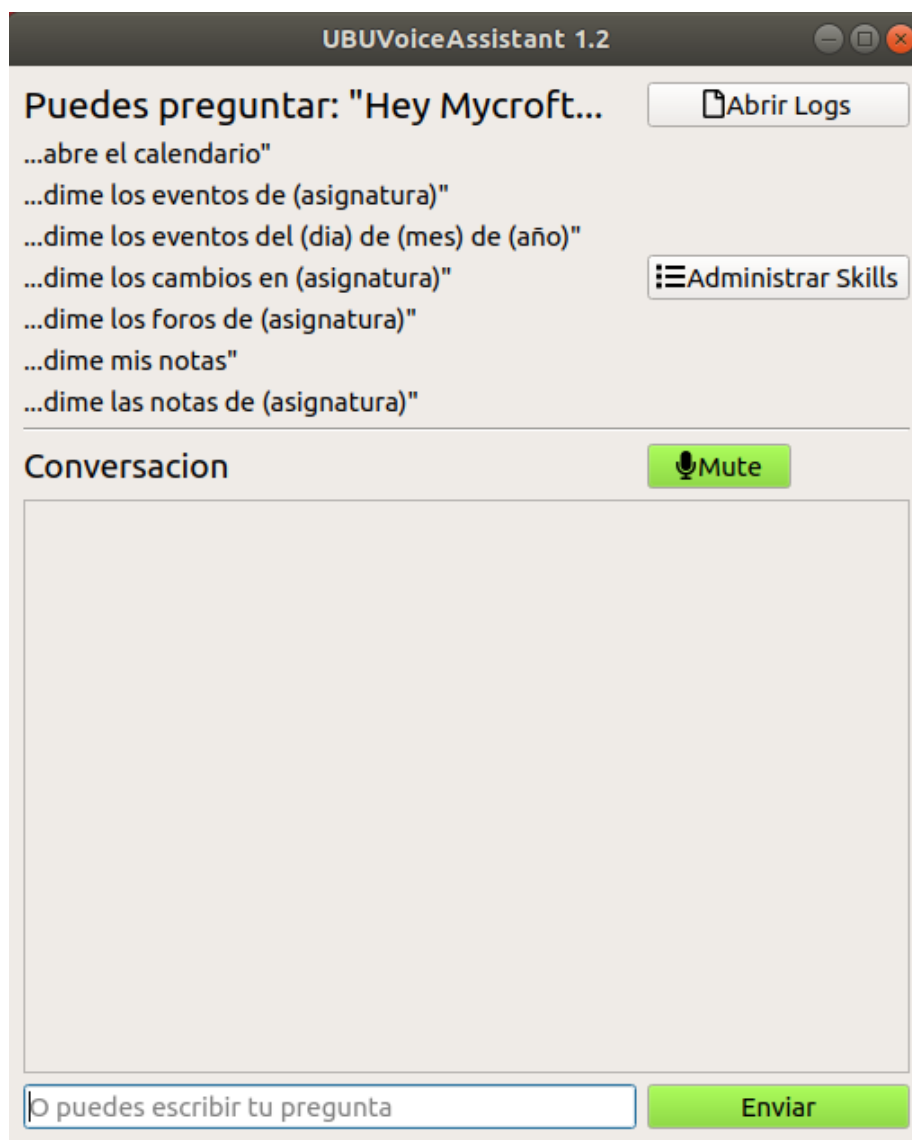 UBUVoiceAssistant 1.2
Puedes preguntar: "Hey Mycroft...
Abrir Logs
...abre el calendario"
...dime los eventos de (asignatura)"
...dime los eventos del (dia) de (mes) de (año)"
...dime los cambios en (asignatura)"
Administrar Skills
...dime los foros de (asignatura)"
...dime mis notas"
...dime las notas de (asignatura)"
Conversacion
Mute
O puedes escribir tu pregunta
Enviar